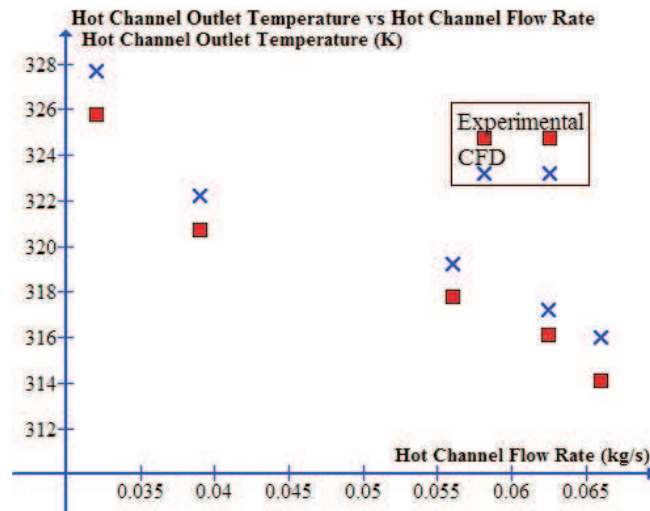 Hot Channel Outlet Temperature vs Hot Channel Flow Rate
Hot Channel Outlet Temperature (K)
328
326
324
322
320
318
316
314
312
Experimental
CFD
Hot Channel Flow Rate (kg/s)
0.035 0.04 0.045 0.05 0.055 0.06 0.065